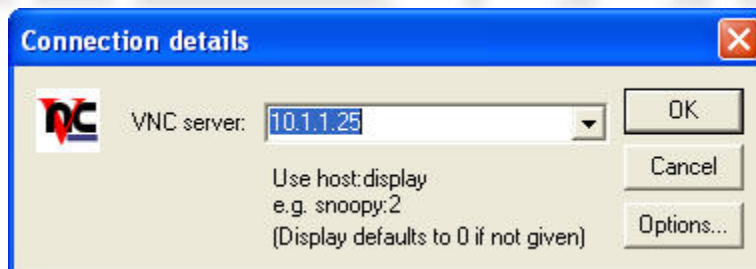 Connection details
VNC
VNC server:
10.1.1.25
OK
Use host:display
e.g. snoopy:2
(Display defaults to 0 if not given)
Cancel
Options...